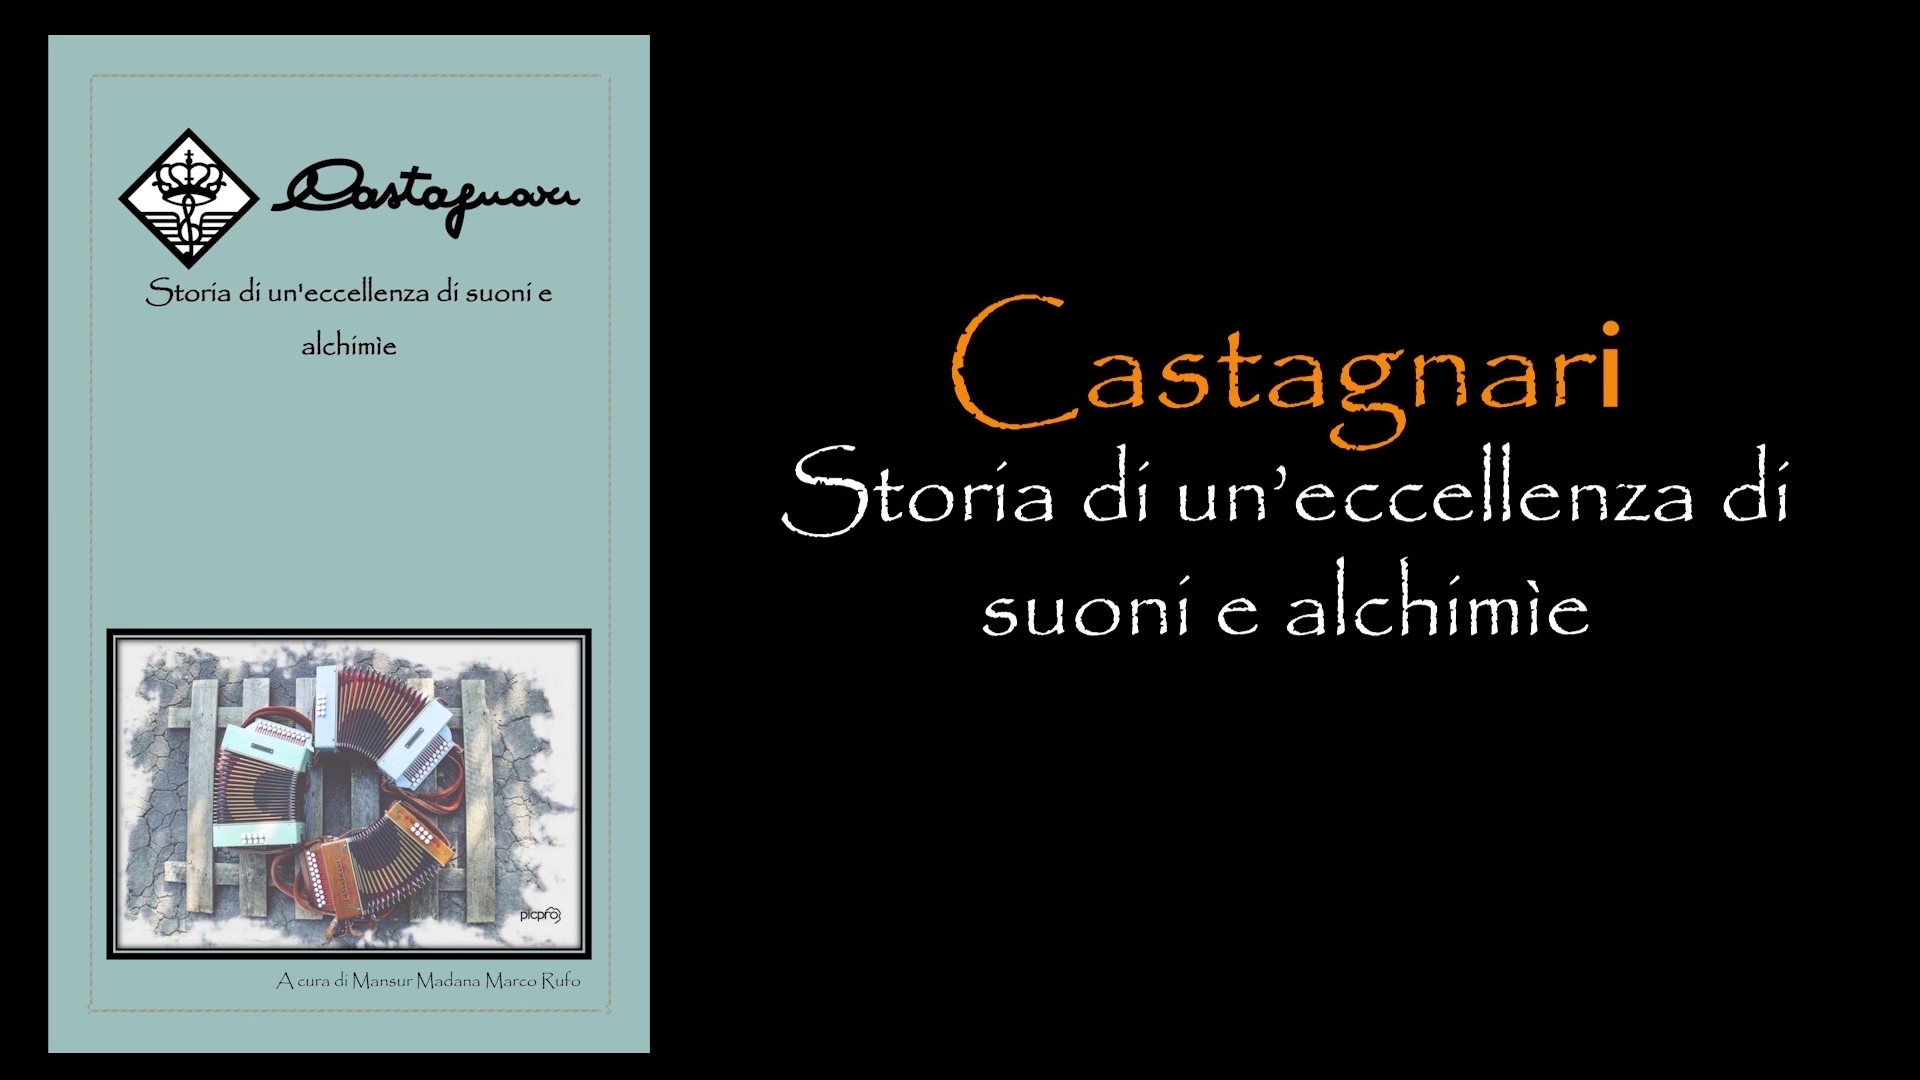 Castagnari
Storia di un'eccellenza di suoni e
alchimìe
picpro
A cura di Mansur Madana Marco Rufo
Castagnari
Storia di un’eccellenza di
suoni e alchimìe